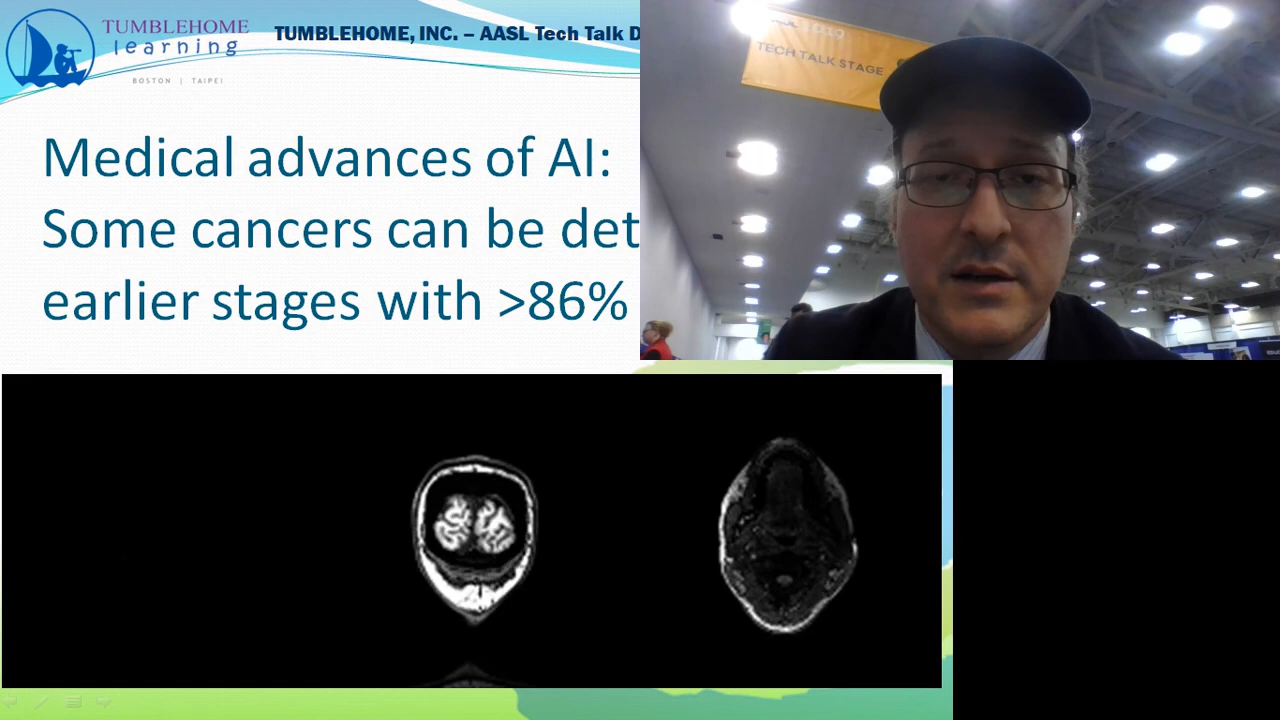 TUMBLEHOME
learning
BOSTON | TAIPEI
TUMBLEHOME, INC. – AASL Tech Talk D
Medical advances of AI:
Some cancers can be det
earlier stages with >86%
TECH TALK STAGE